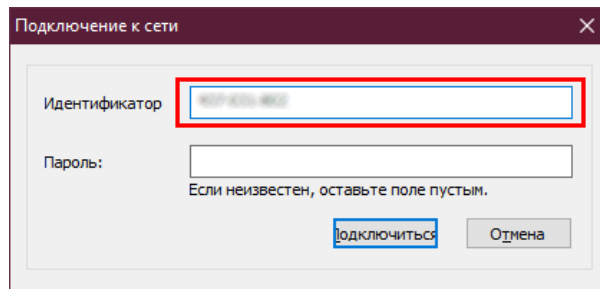 Подключение к сети
Идентификатор
Пароль:
Если неизвестен, оставьте поле пустым.
Подключиться
Отмена